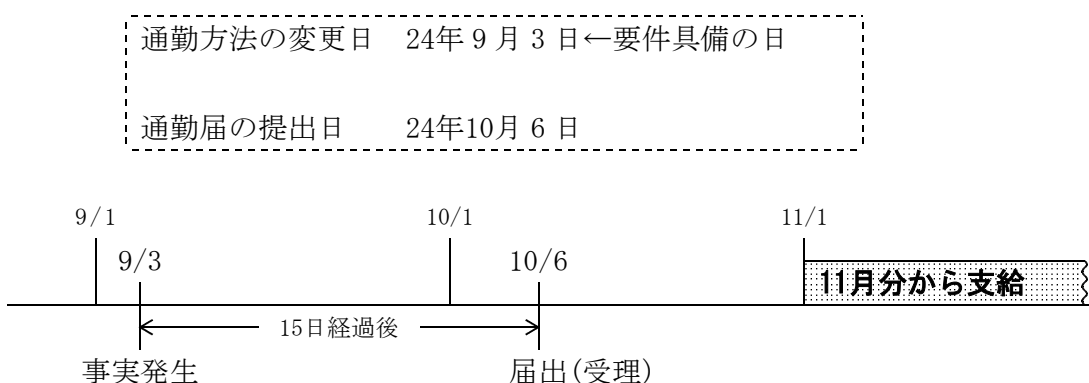 通勤方法の変更日　24年９月３日←要件具備の日
通勤届の提出日　　24年10月６日
9/1
10/1
11/1
9/3
10/6
11月分から支給
15日経過後
事実発生
届出(受理)